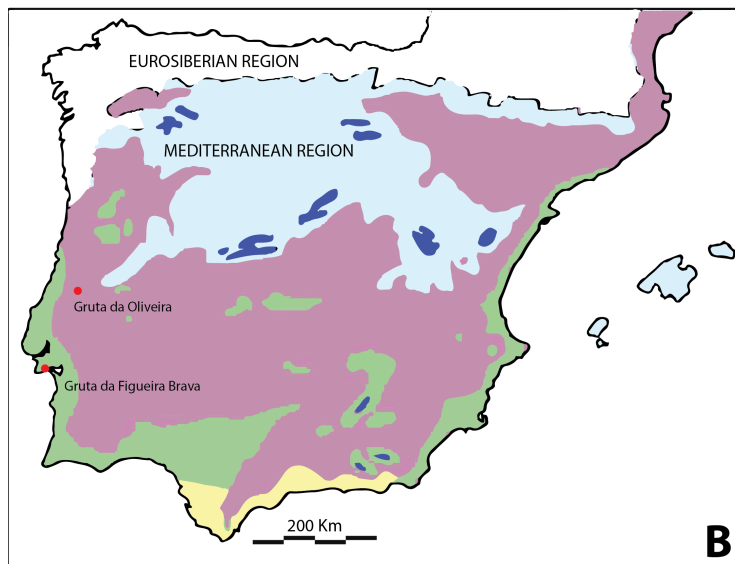 EUROSIBERIAN REGION
MEDITERRANEAN REGION
Gruta da Oliveira
Gruta da Figueira Brava
200 Km
B